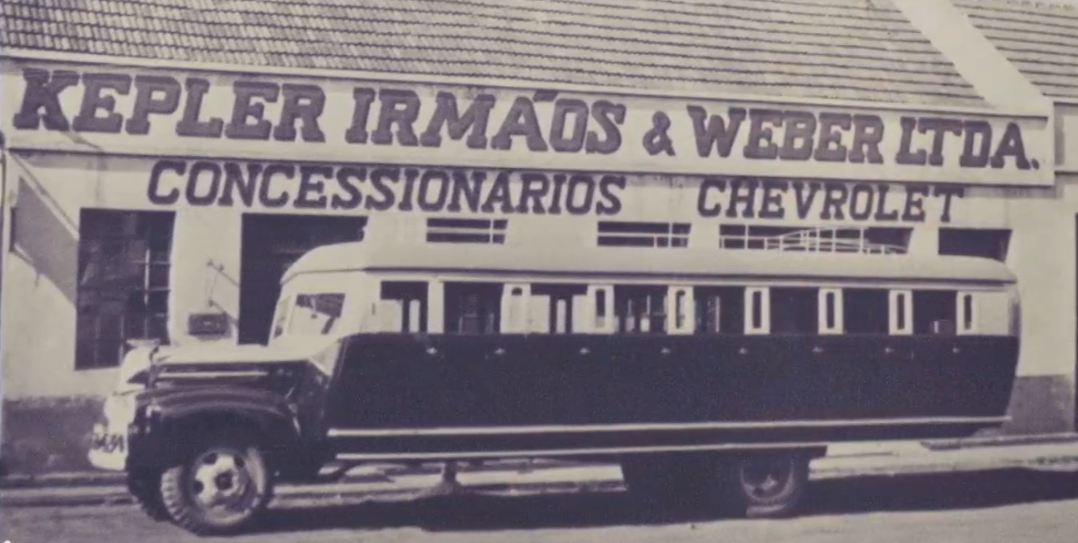 KEPLER IRMÃOS & WEBER LTDA.
CONCESSIONARIOS CHEVROLET